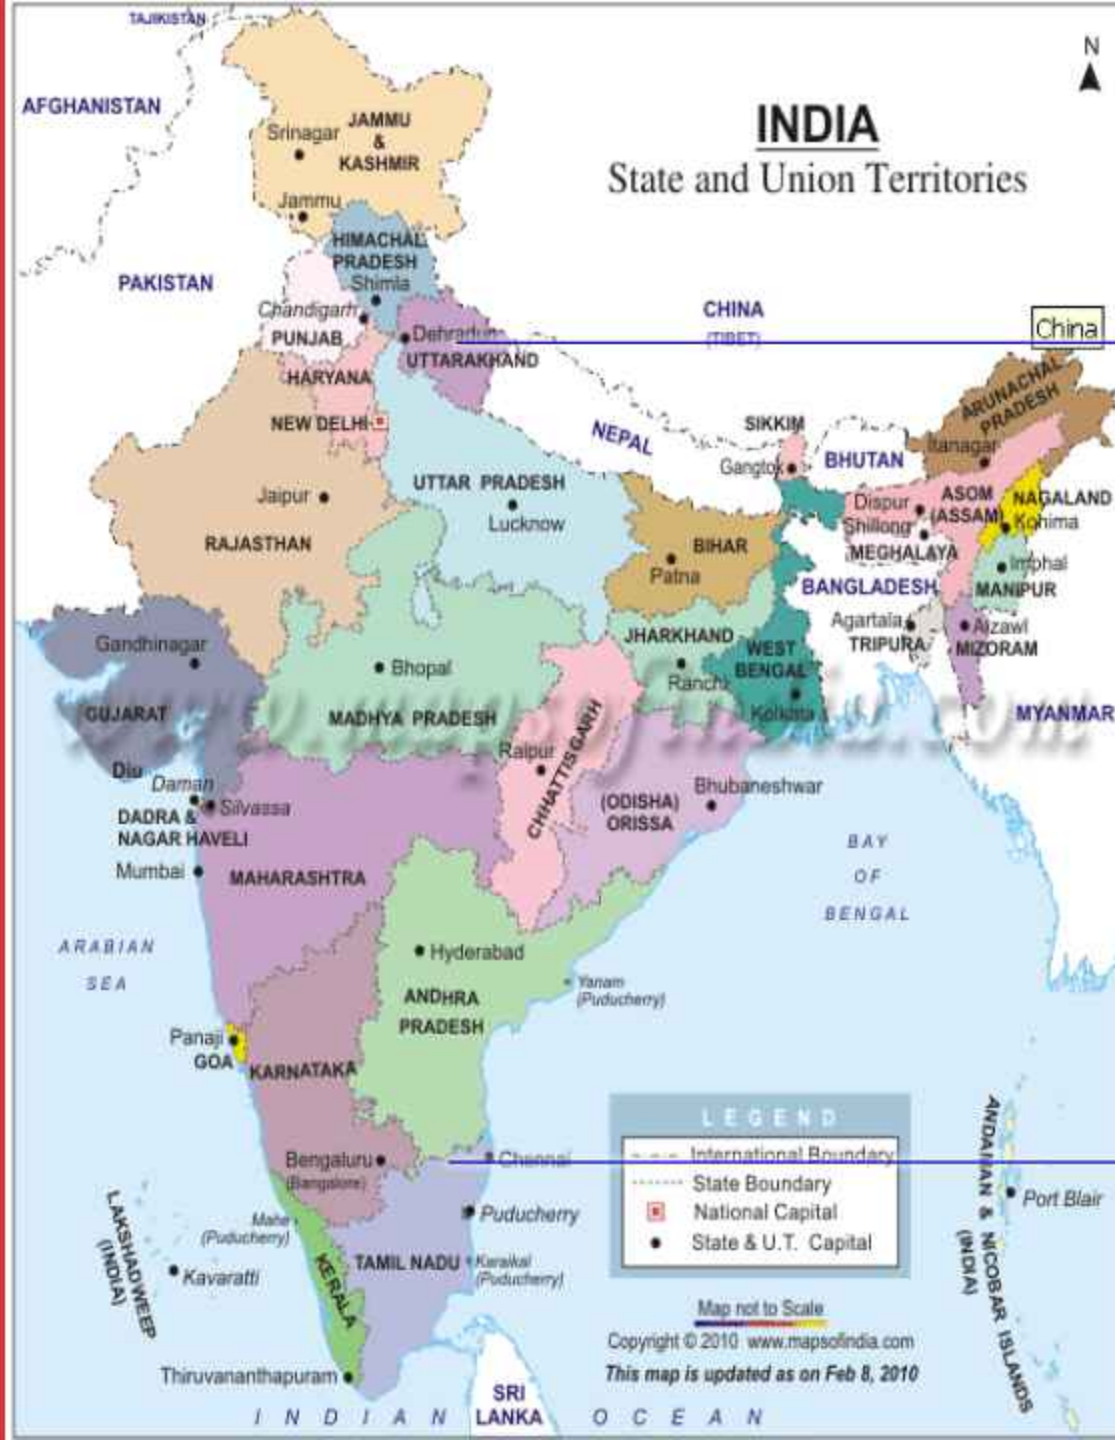 TAJIKISTAN
AFGHANISTAN
N
INDIA
State and Union Territories
JAMMU
&
KASHMIR
Srinagar
Jammu
HIMACHAL
PRADESH
Shimla
PAKISTAN
CHINA
(TIBET)
China
Chandigarh
PUNJAB
Dehradun
UTTARAKHAND
HARYANA
NEW DELHI
ARUNACHAL
PRADESH
Itanagar
NEPAL
SIKKIM
Gangtok
BHUTAN
Jaipur
RAJASTHAN
UTTAR PRADESH
Lucknow
BIHAR
Patna
Dispur
ASOM
(ASSAM)
NAGALAND
Kohima
Shillong
MEGHALAYA
Imphal
MANIPUR
BANGLADESH
Agartala
TRIPURA
Aizawl
MIZORAM
Gandhinagar
GUJARAT
Bhopal
MADHYA PRADESH
JHARKHAND
Ranchi
WEST
BENGAL
Kolkata
MYANMAR
www.mapsofindia.com
Diu
Daman
Silvassa
DADRA &
NAGAR HAVELI
Raipur
CHHATTISGARH
(ODISHA)
ORISSA
Bhubaneshwar
Mumbai
MAHARASHTRA
BAY
OF
BENGAL
ARABIAN
SEA
Hyderabad
ANDHRA
PRADESH
Yanam
(Puducherry)
Panaji
GOA
KARNATAKA
Bengaluru
(Bangalore)
Chennai
LEGEND
International Boundary
State Boundary
National Capital
State & U.T. Capital
ANDAMAN & NICOBAR ISLANDS
(INDIA)
Port Blair
LAKSHADWEEP
(INDIA)
Kavaratti
Mahe
(Puducherry)
Puducherry
KERALA
TAMIL NADU
Karaikal
(Puducherry)
Thiruvananthapuram
Map not to Scale
Copyright © 2010 www.mapsofindia.com
This map is updated as on Feb 8, 2010
SRI
LANKA
INDIAN OCEAN